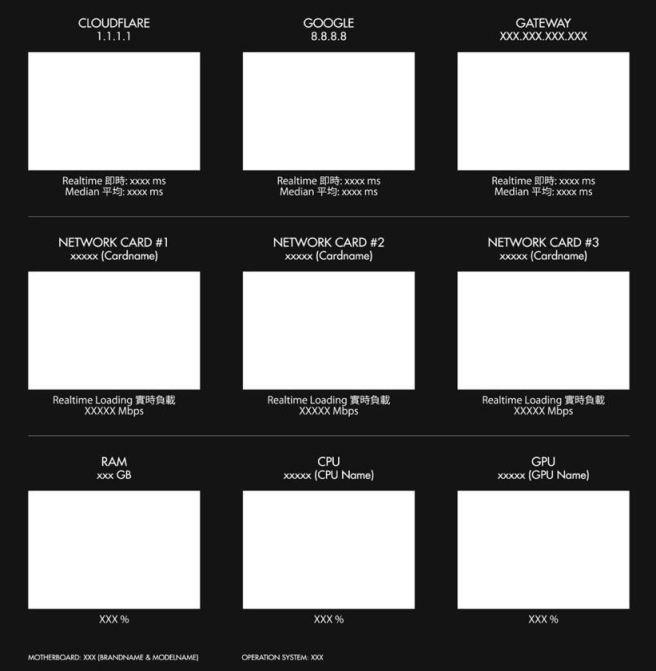 CLOUDFLARE
1.1.1.1
GOOGLE
8.8.8.8
GATEWAY
XXX.XXX.XXX.XXX
Realtime 即時: xxxx ms
Median 平均: xxxx ms
Realtime 即時: xxxx ms
Median 平均: xxxx ms
Realtime 即時: xxxx ms
Median 平均: xxxx ms
NETWORK CARD #1
xxxxx (Cardname)
NETWORK CARD #2
xxxxx (Cardname)
NETWORK CARD #3
xxxxx (Cardname)
Realtime Loading 實時負載
XXXXX Mbps
Realtime Loading 實時負載
XXXXX Mbps
Realtime Loading 實時負載
XXXXX Mbps
RAM
xxx GB
CPU
xxxxx (CPU Name)
GPU
xxxxx (GPU Name)
XXX %
XXX %
XXX %
MOTHERBOARD: XXX (BRANDNAME & MODELNAME)
OPERATION SYSTEM: XXX